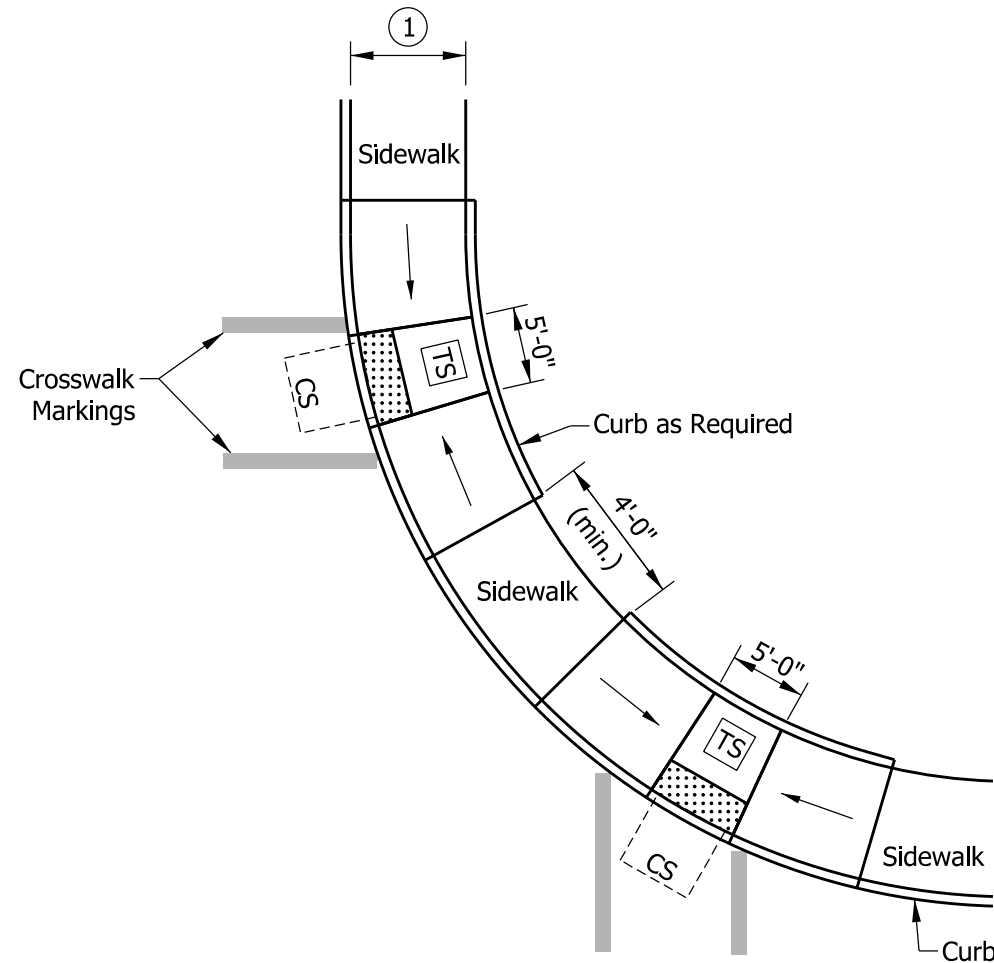 1
Sidewalk
5'-0"
TS
CS
Crosswalk
Markings
Curb as Required
4'-0"
(min.)
Sidewalk
5'-0"
TS
CS
Sidewalk
Curb